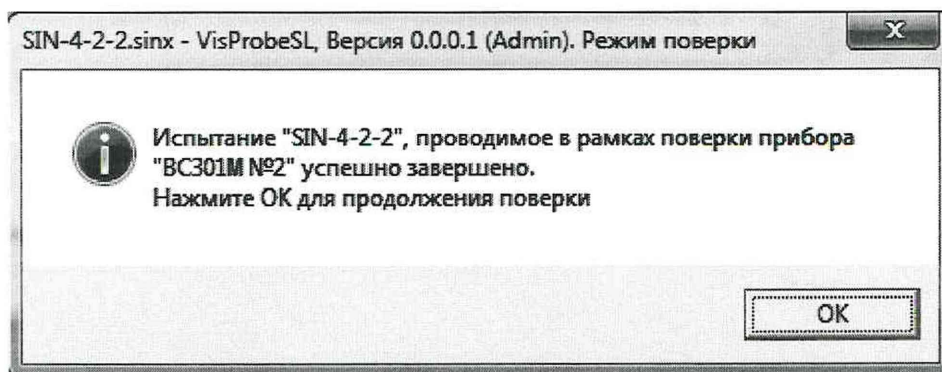 SIN-4-2-2.sinx - VisProbeSL, Версия 0.0.0.1 (Admin). Режим поверки
Испытание "SIN-4-2-2", проводимое в рамках поверки прибора
"ВС301М №2" успешно завершено.
Нажмите ОК для продолжения поверки
ОК